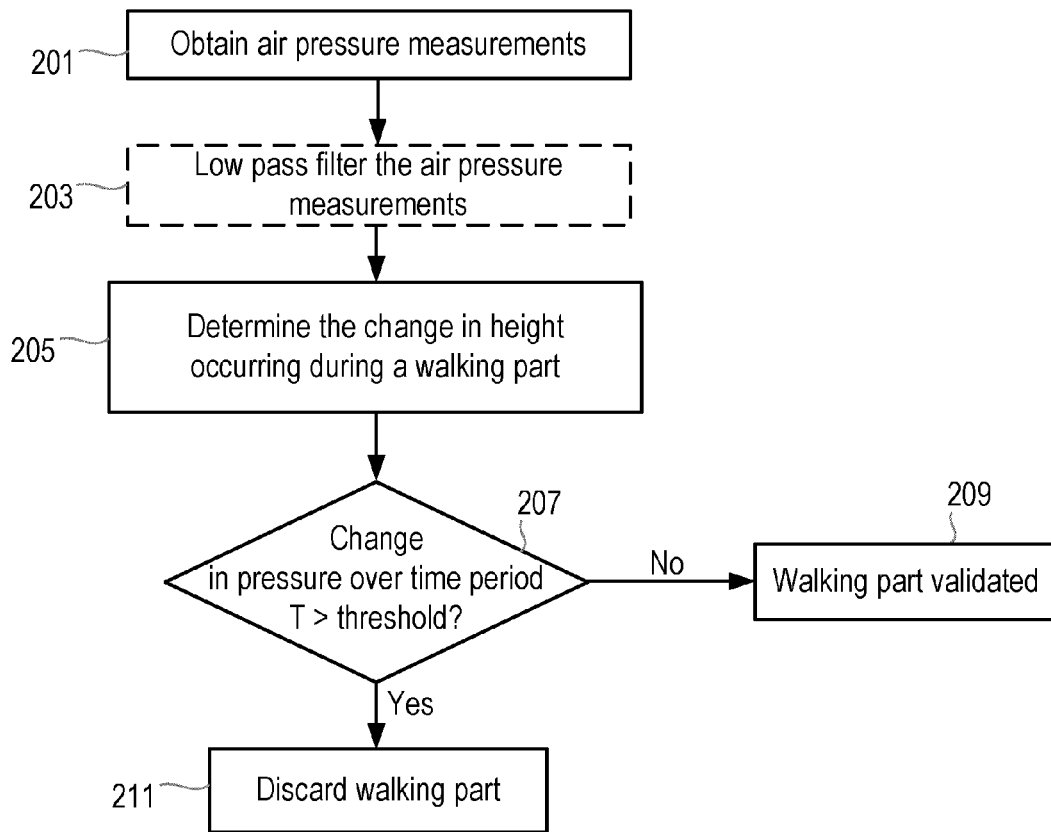 Obtain air pressure measurements
201
Low pass filter the air pressure
measurements
203
Determine the change in height
occurring during a walking part
205
207
Change
in pressure over time period
T > threshold?
No
209
Walking part validated
Yes
Discard walking part
211